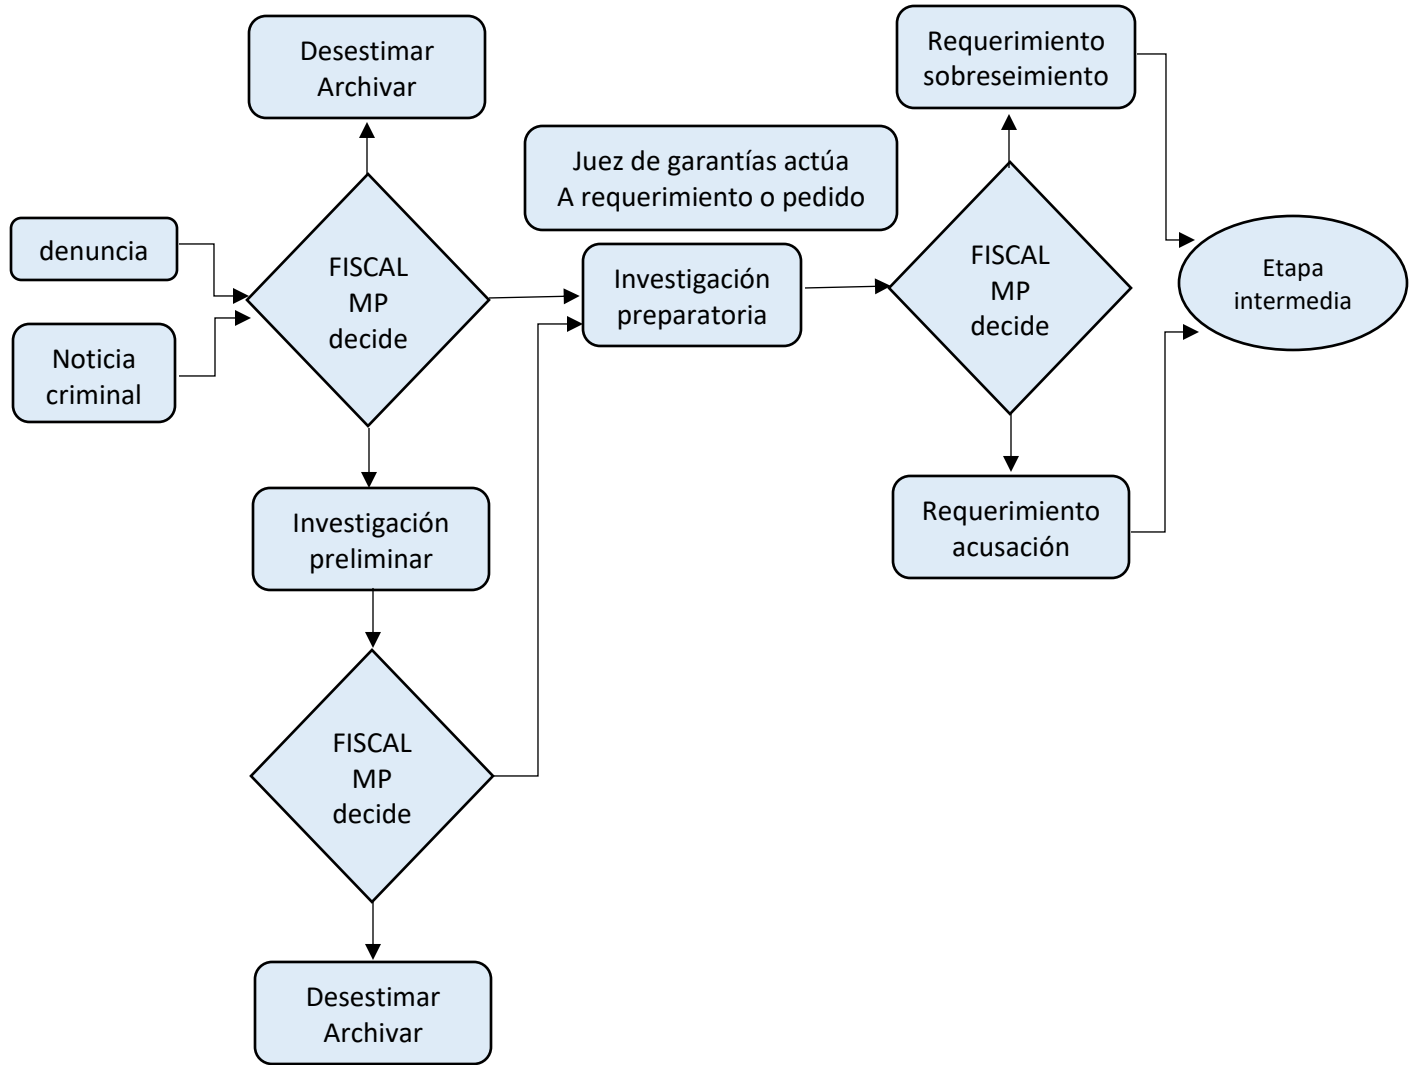 Desestimar
Archivar
Requerimiento
sobreseimiento
Juez de garantías actúa
A requerimiento o pedido
denuncia
Noticia
criminal
FISCAL
MP
decide
Investigación
preparatoria
FISCAL
MP
decide
Etapa
intermedia
Investigación
preliminar
Requerimiento
acusación
FISCAL
MP
decide
Desestimar
Archivar